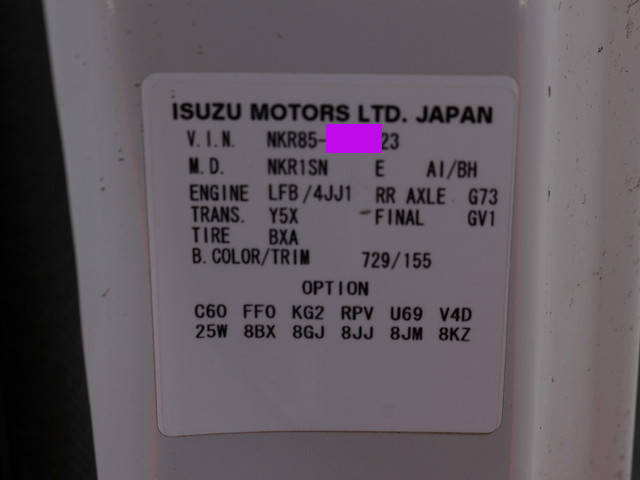 ISUZU MOTORS LTD. JAPAN
V.I.N. NKR85- 23
M.D. NKR1SN E AI/BH
ENGINE LFB/4JJ1 RR AXLE G73
TRANS. Y5X FINAL GV1
TIRE BXA
B.COLOR/TRIM 729/155
OPTION
C60 FF0 KG2 RPV U69 V4D
25W 8BX 8GJ 8JJ 8JM 8KZ